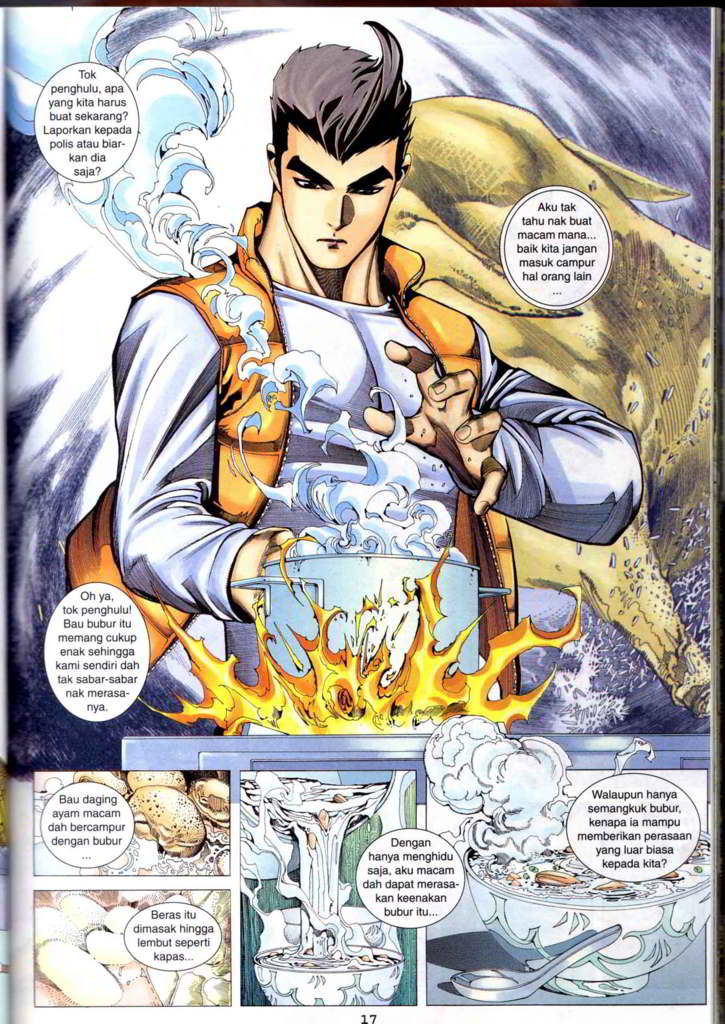 Tok
penghulu, apa
yang kita harus
buat sekarang?
Laporkan kepada
polis atau biar-
kan dia
saja?
Aku tak
tahu nak buat
macam mana...
baik kita jangan
masuk campur
hal orang lain
...
Oh ya,
tok penghulu!
Bau bubur itu
memang cukup
enak sehingga
kami sendiri dah
tak sabar-sabar
nak merasa-
nya.
Bau daging
ayam macam
dah bercampur
dengan bubur
...
Beras itu
dimasak hingga
lembut seperti
kapas...
Dengan
hanya menghidu
saja, aku macam
dah dapat merasa-
kan keenakan
bubur itu...
Walaupun hanya
semangkuk bubur,
kenapa ia mampu
memberikan perasaan
yang luar biasa
kepada kita?
17